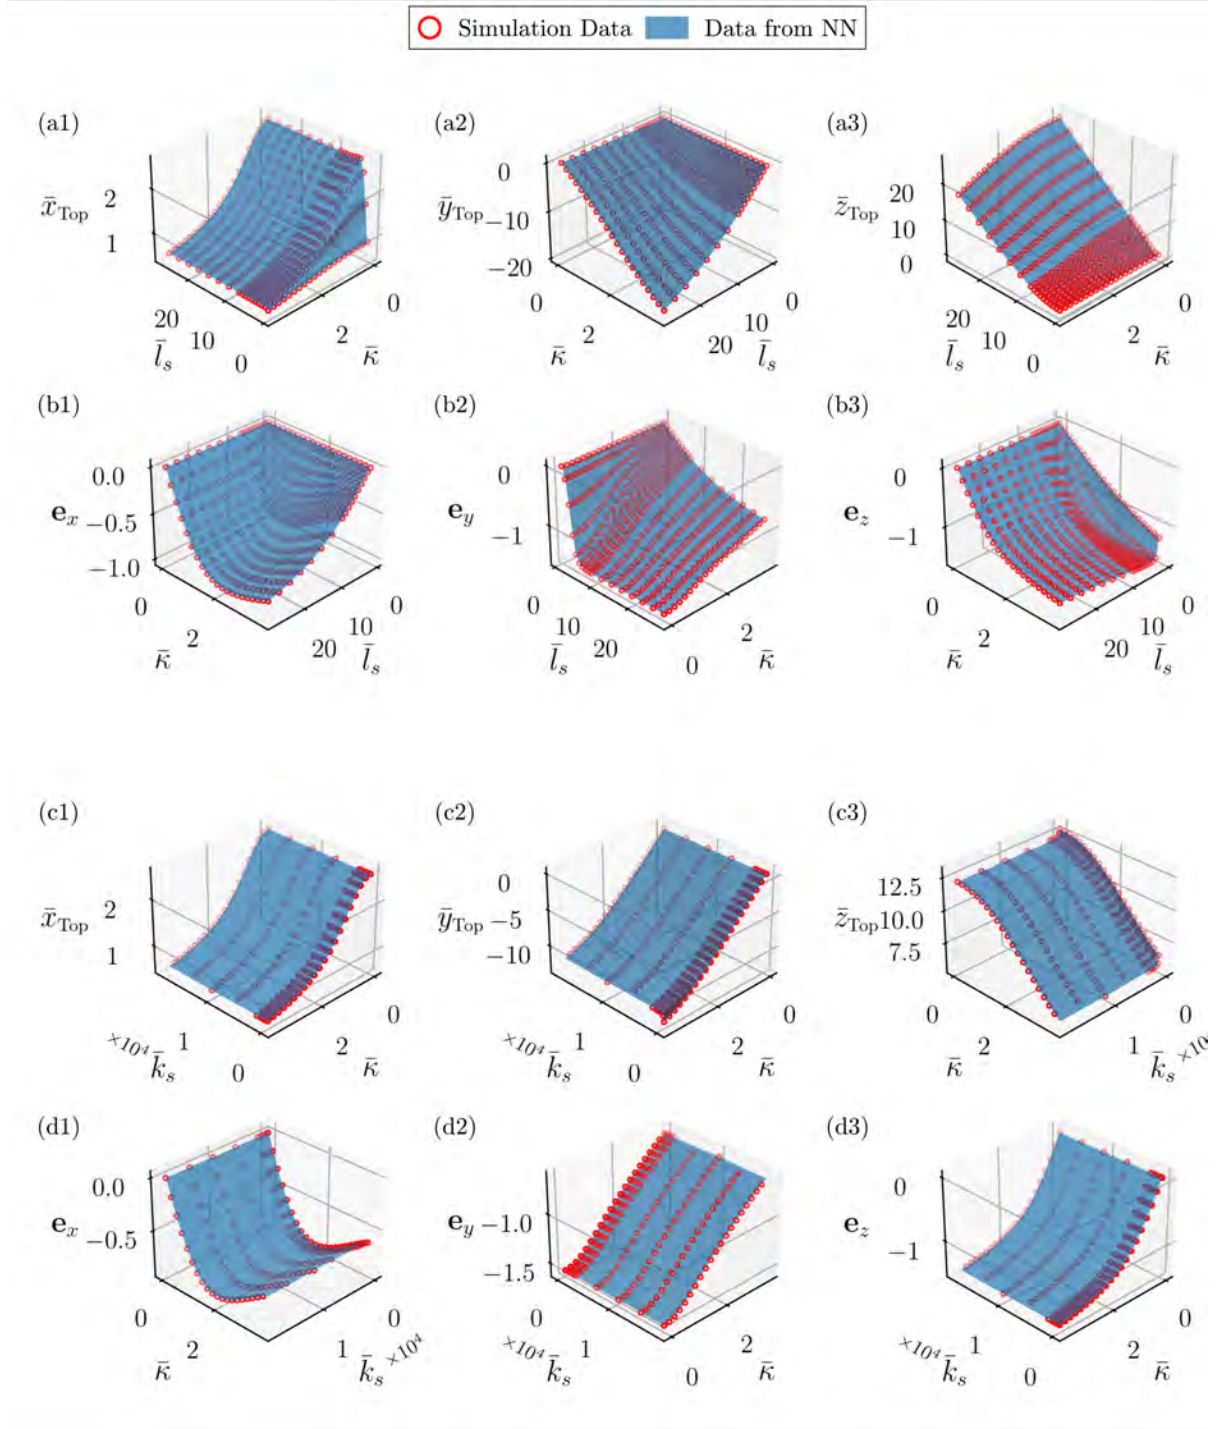 Simulation Data Data from NN
(a1) (a2) (a3)
x̄Top 2 1 20 10 0 l̄s 2 0 κ̄
ȳTop 0 −10 −20 0 2 κ̄ 20 10 0 l̄s
z̄Top 20 10 0 20 10 0 l̄s 2 0 κ̄
(b1) (b2) (b3)
ex 0.0 −0.5 −1.0 0 2 κ̄ 20 10 0 l̄s
ey 0 −1 0 10 20 l̄s 0 2 κ̄
ez 0 −1 0 2 κ̄ 20 10 0 l̄s
(c1) (c2) (c3)
x̄Top 2 1 ×10⁴ k̄s 1 0 2 0 κ̄
ȳTop 0 −5 −10 ×10⁴ k̄s 1 0 2 0 κ̄
z̄Top 12.5 10.0 7.5 0 2 κ̄ 1 0 k̄s ×10
(d1) (d2) (d3)
ex 0.0 −0.5 0 2 κ̄ 1 0 k̄s ×10⁴
ey −1.0 −1.5 0 1 ×10⁴ k̄s 0 2 κ̄
ez 0 −1 ×10⁴ k̄s 1 0 2 0 κ̄